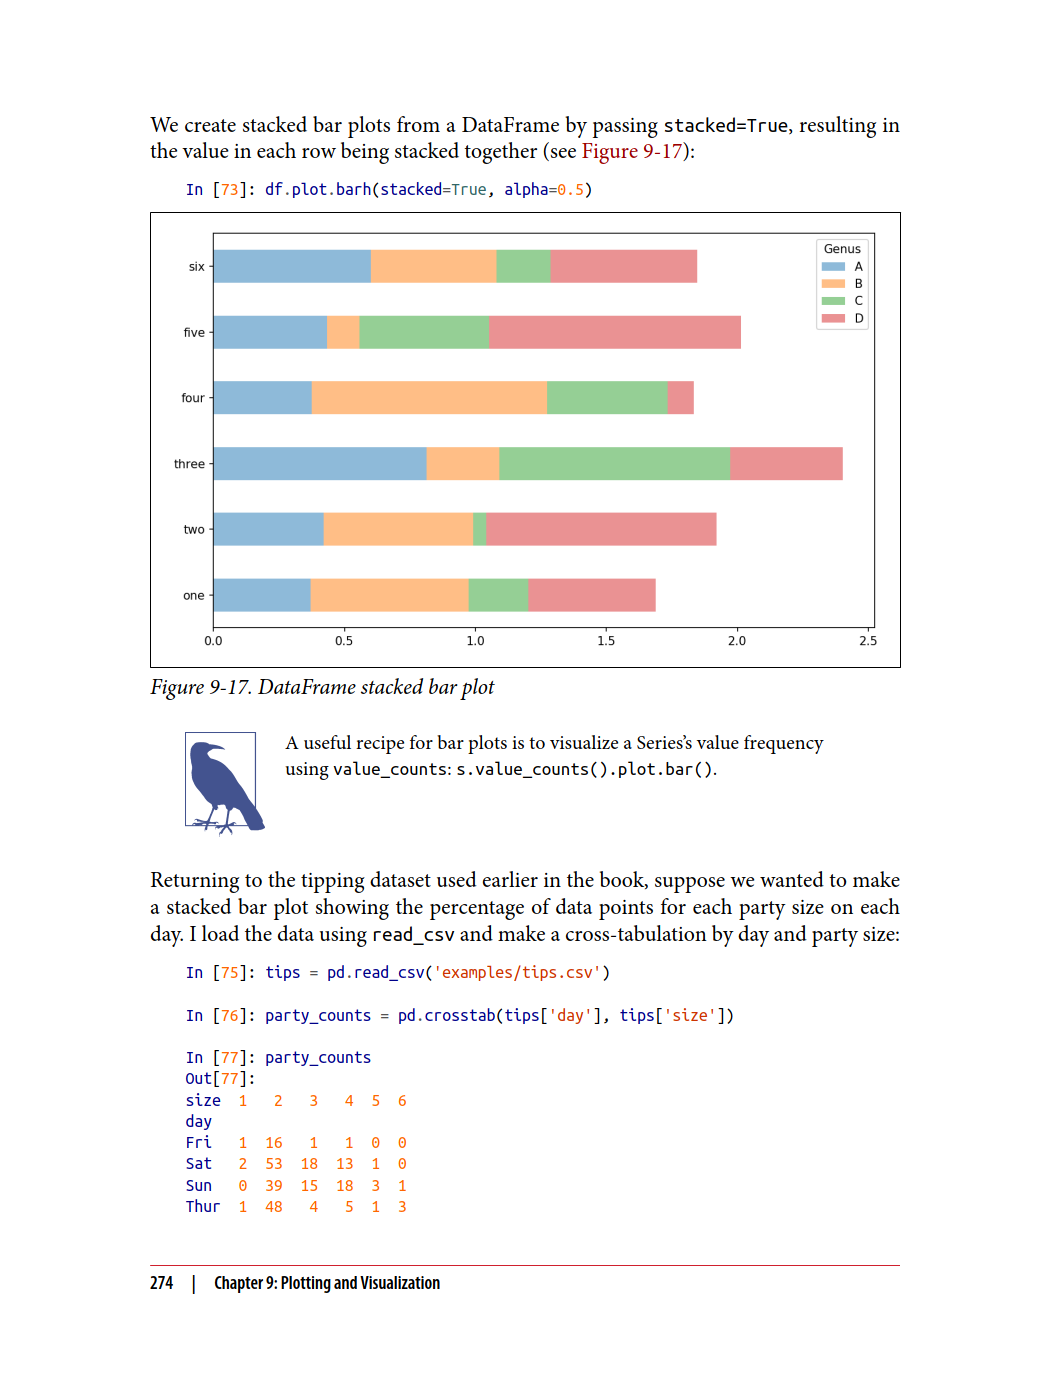 We create stacked bar plots from a DataFrame by passing stacked=True, resulting in
the value in each row being stacked together (see Figure 9-17):
In [73]: df.plot.barh(stacked=True, alpha=0.5)
Genus
A
B
C
D
six
five
four
three
two
one
0.0 0.5 1.0 1.5 2.0 2.5
Figure 9-17. DataFrame stacked bar plot
A useful recipe for bar plots is to visualize a Series’s value frequency
using value_counts: s.value_counts().plot.bar().
Returning to the tipping dataset used earlier in the book, suppose we wanted to make
a stacked bar plot showing the percentage of data points for each party size on each
day. I load the data using read_csv and make a cross-tabulation by day and party size:
In [75]: tips = pd.read_csv('examples/tips.csv')
In [76]: party_counts = pd.crosstab(tips['day'], tips['size'])
In [77]: party_counts
Out[77]:
size 1 2 3 4 5 6
day
Fri 1 16 1 1 0 0
Sat 2 53 18 13 1 0
Sun 0 39 15 18 3 1
Thur 1 48 4 5 1 3
274 | Chapter 9: Plotting and Visualization